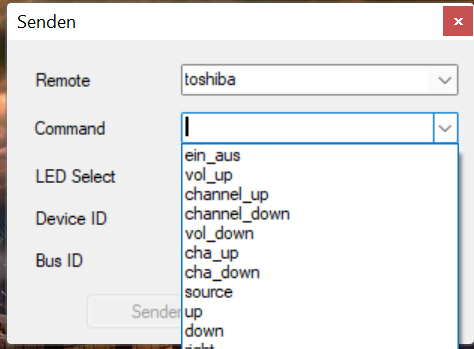 Senden
Remote toshiba
Command
ein_aus
LED Select vol_up
channel_up
Device ID channel_down
vol_down
Bus ID cha_up
cha_down
source
Senden up
down
right